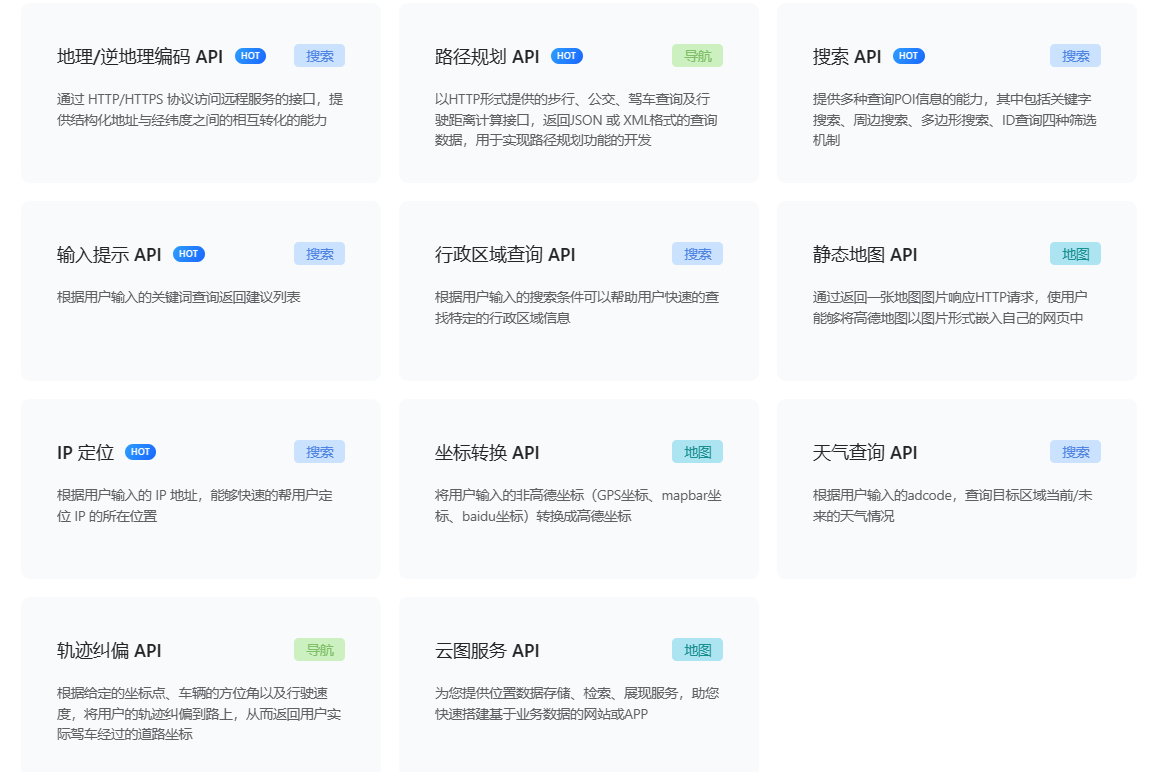 地理/逆地理编码 API HOT 搜索
通过 HTTP/HTTPS 协议访问远程服务的接口，提
供结构化地址与经纬度之间的相互转化的能力
路径规划 API HOT 导航
以HTTP形式提供的步行、公交、驾车查询及行
驶距离计算接口，返回JSON 或 XML格式的查询
数据，用于实现路径规划功能的开发
搜索 API HOT 搜索
提供多种查询POI信息的能力，其中包括关键字
搜索、周边搜索、多边形搜索、ID查询四种筛选
机制
输入提示 API HOT 搜索
根据用户输入的关键词查询返回建议列表
行政区域查询 API 搜索
根据用户输入的搜索条件可以帮助用户快速的查
找特定的行政区域信息
静态地图 API 地图
通过返回一张地图图片响应HTTP请求，使用户
能够将高德地图以图片形式嵌入自己的网页中
IP 定位 HOT 搜索
根据用户输入的 IP 地址，能够快速的帮用户定
位 IP 的所在位置
坐标转换 API 地图
将用户输入的非高德坐标（GPS坐标、mapbar坐
标、baidu坐标）转换成高德坐标
天气查询 API 搜索
根据用户输入的adcode，查询目标区域当前/未
来的天气情况
轨迹纠偏 API 导航
根据给定的坐标点、车辆的方位角以及行驶速
度，将用户的轨迹纠偏到路上，从而返回用户实
际驾车经过的道路坐标
云图服务 API 地图
为您提供位置数据存储、检索、展现服务，助您
快速搭建基于业务数据的网站或APP